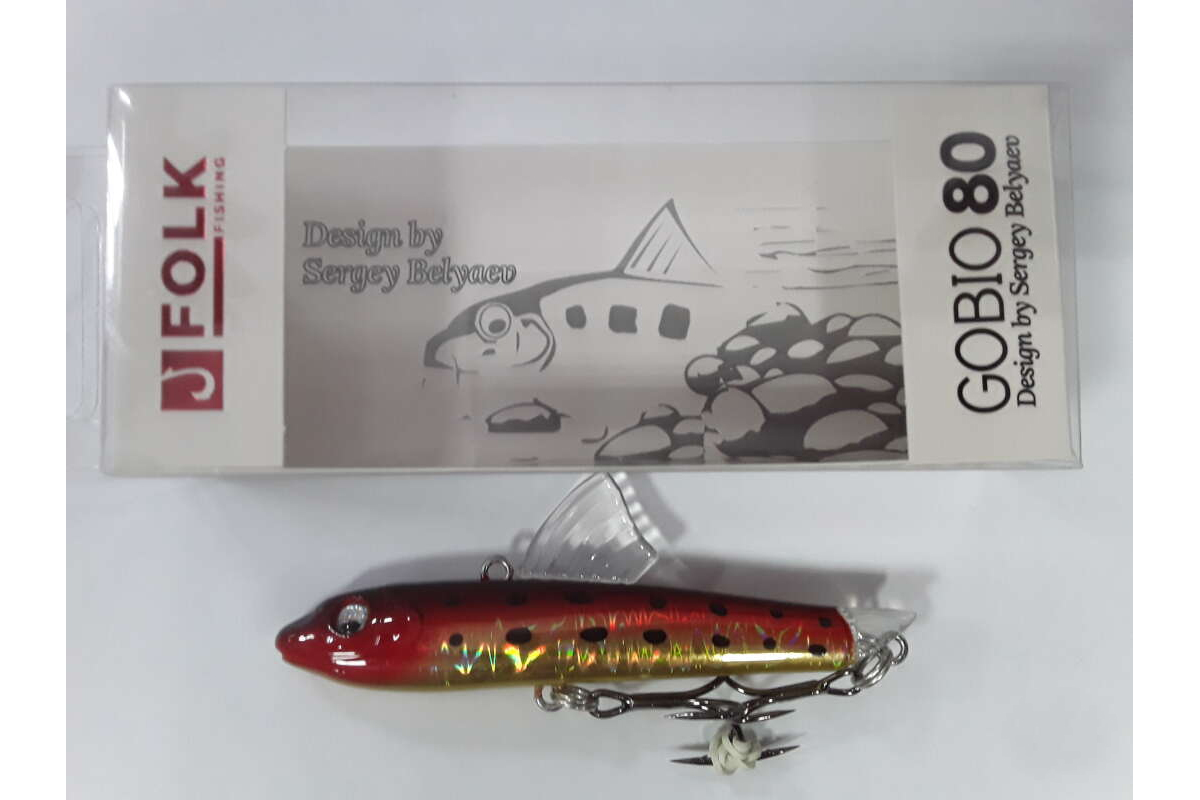 FOLK
FISHING
Design by
Sergey Belyaev
GOBIO 80
Design by Sergey Belyaev